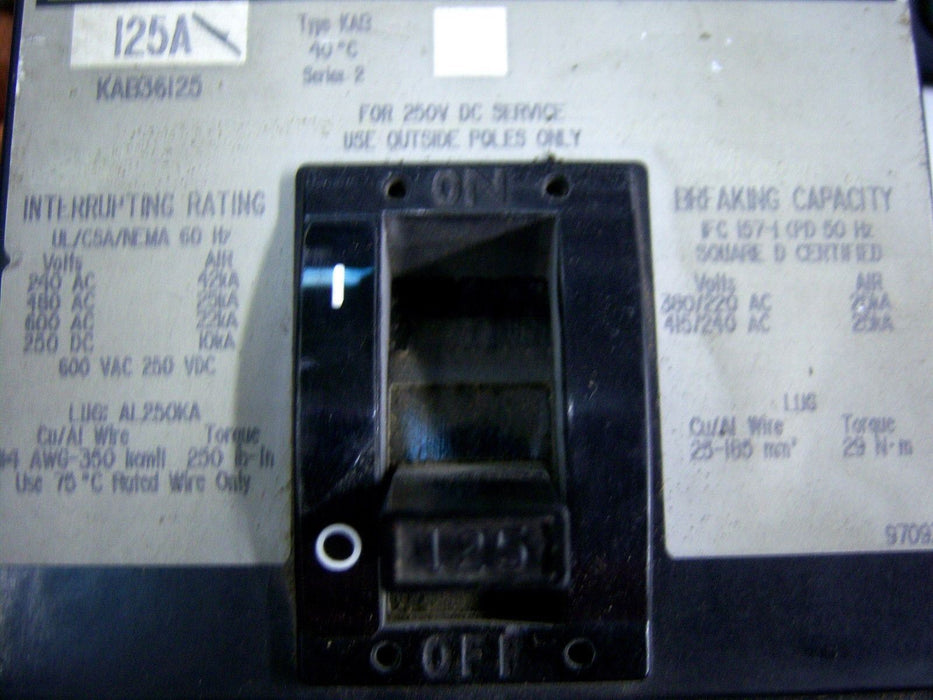 125A
KAB36125
Type KAB
40 °C
Series 2
FOR 250V DC SERVICE
USE OUTSIDE POLES ONLY
INTERRUPTING RATING
UL/CSA/NEMA 60 Hz
Volts AIR
240 AC 42kA
480 AC 25kA
600 AC 22kA
250 DC 10kA
600 VAC 250 VDC
LUG: AL250KA
Cu/Al Wire Torque
#4 AWG-350 kcmil 250 lb-in
Use 75 °C Rated Wire Only
ON
I
O
125
OFF
BREAKING CAPACITY
IEC 157-1 CPD 50 Hz
SQUARE D CERTIFIED
Volts AIR
380/220 AC 25kA
415/240 AC 25kA
LUG
Cu/Al Wire Torque
25-185 mm² 29 N·m